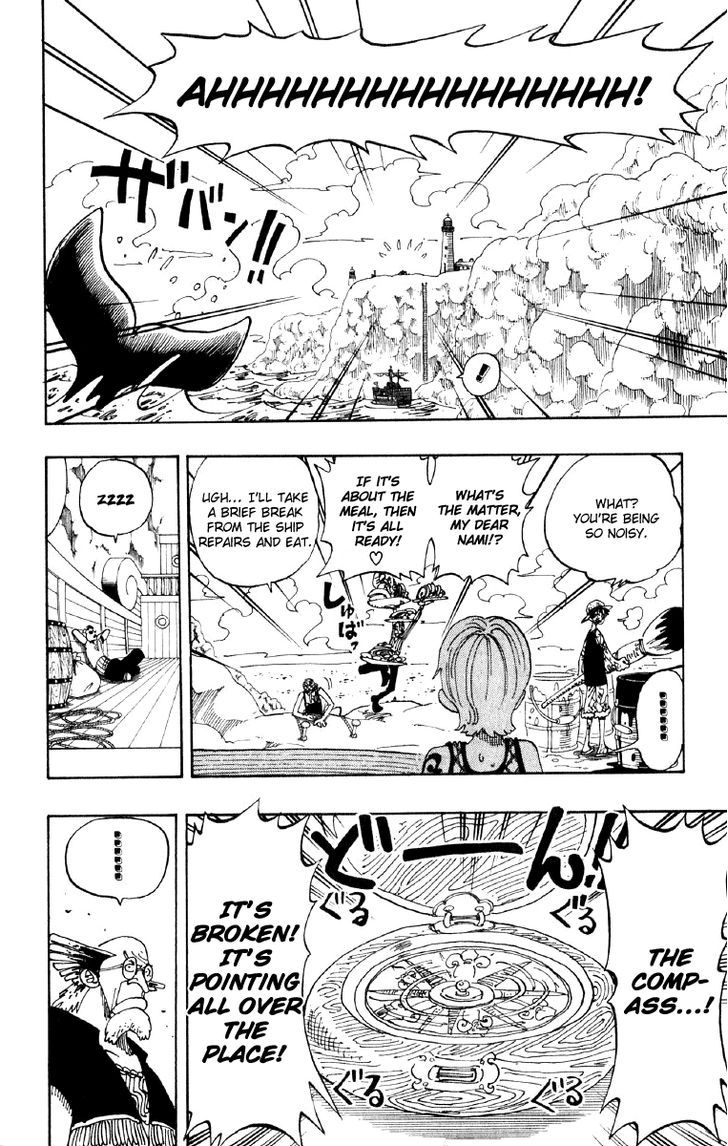 AHHHHHHHHHHHHHHHHH!
ザバン!!
!
WHAT?
YOU'RE BEING
SO NOISY.
WHAT'S
THE MATTER,
MY DEAR
NAMI!?
IF IT'S
ABOUT THE
MEAL, THEN
IT'S ALL
READY!
♡
UGH... I'LL TAKE
A BRIEF BREAK
FROM THE SHIP
REPAIRS AND EAT.
しゅばっ
......
ZZZZ
THE
COMP-
ASS...!
どーん!!
ぐる
ぐる
ぐる
ぐる
IT'S
BROKEN!
IT'S
POINTING
ALL OVER
THE
PLACE!
......